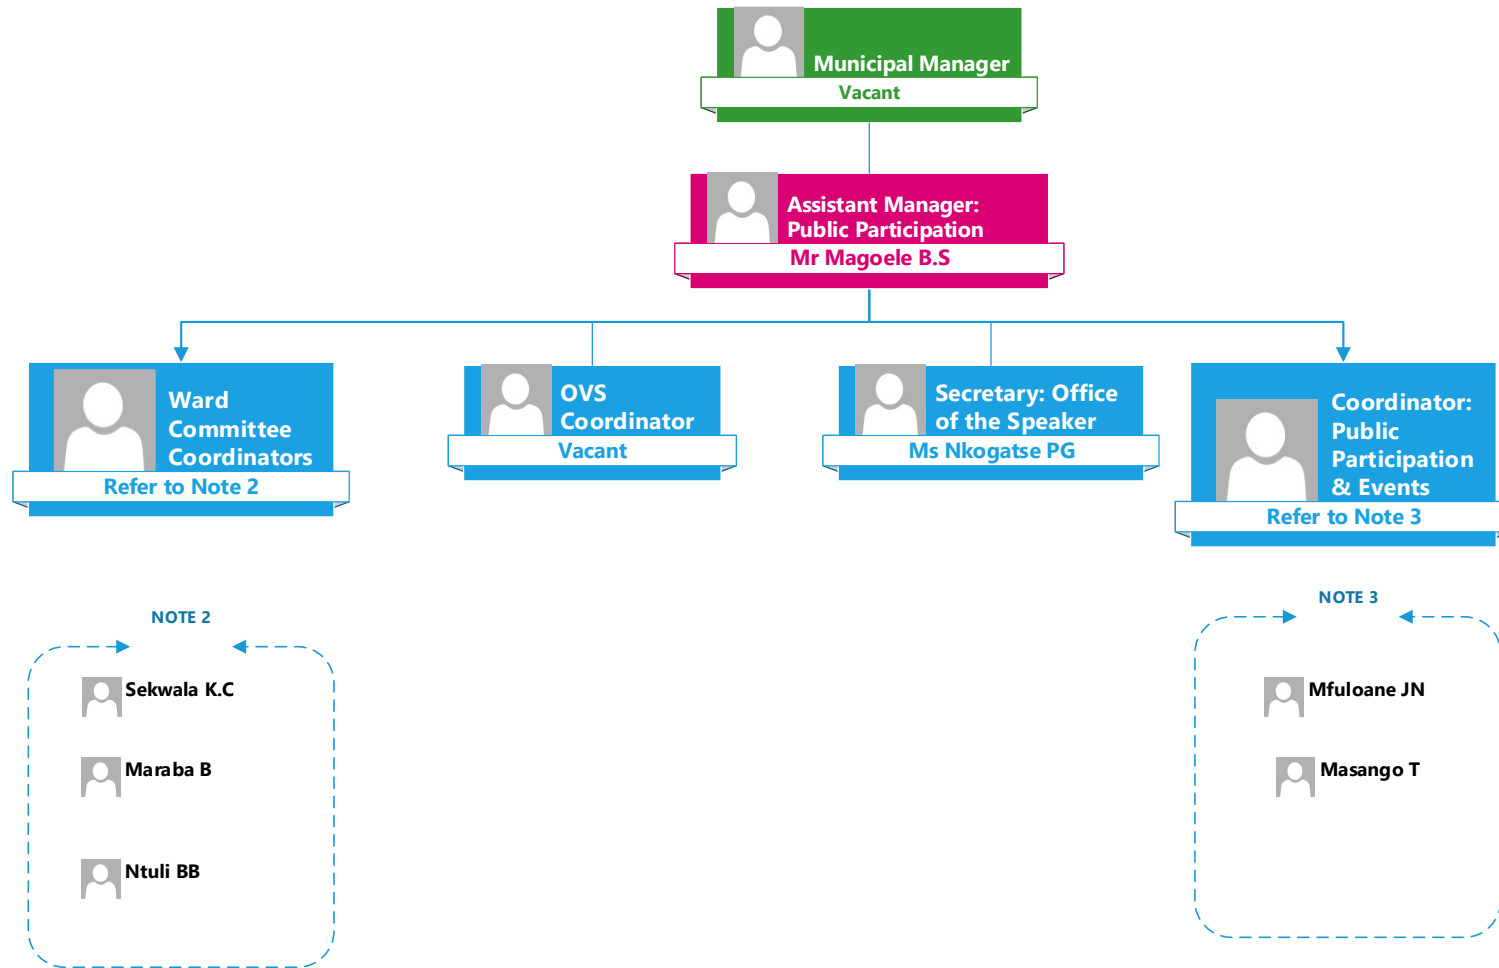 Municipal Manager
Vacant
Assistant Manager:
Public Participation
Mr Magoele B.S
Ward
Committee
Coordinators
Refer to Note 2
OVS
Coordinator
Vacant
Secretary: Office
of the Speaker
Ms Nkogatse PG
Coordinator:
Public
Participation
& Events
Refer to Note 3
NOTE 2
Sekwala K.C
Maraba B
Ntuli BB
NOTE 3
Mfuloane JN
Masango T